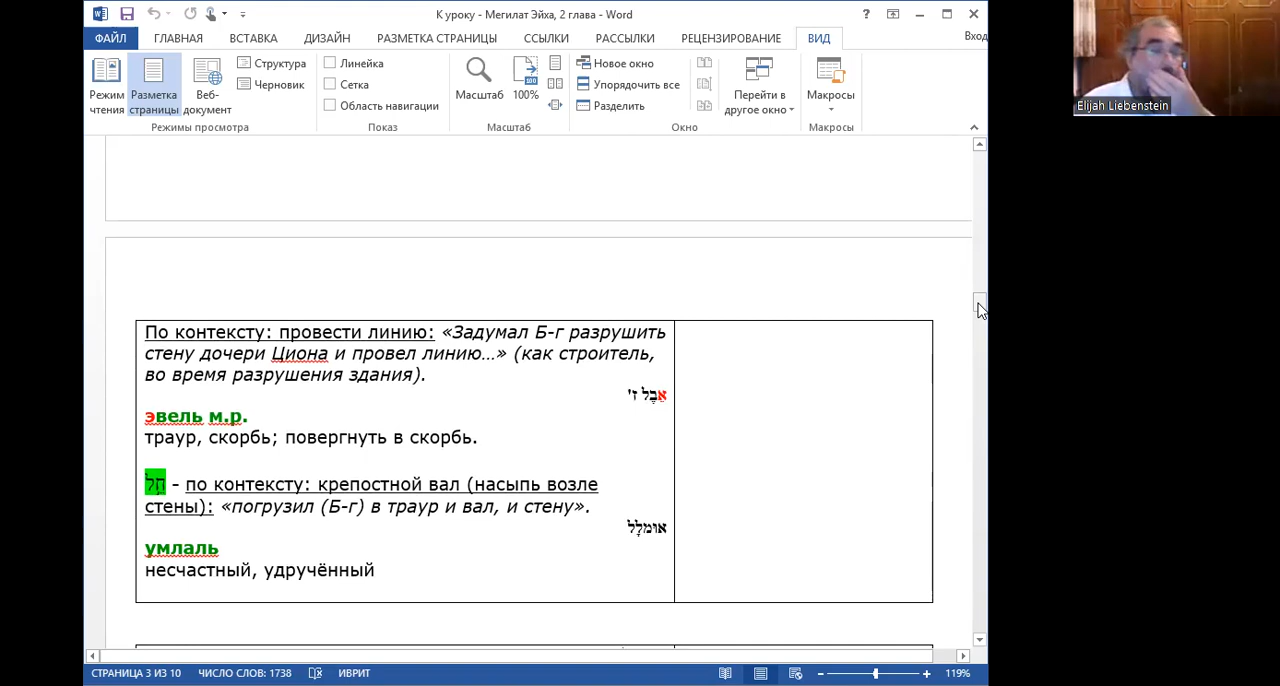 К уроку - Мегилат Эйха, 2 глава - Word
ФАЙЛ ГЛАВНАЯ ВСТАВКА ДИЗАЙН РАЗМЕТКА СТРАНИЦЫ ССЫЛКИ РАССЫЛКИ РЕЦЕНЗИРОВАНИЕ ВИД Вход
Режим чтения
Разметка страницы
Веб-документ
Структура
Черновик
Режимы просмотра
Линейка
Сетка
Область навигации
Показ
Масштаб
100%
Масштаб
Новое окно
Упорядочить все
Разделить
Перейти в другое окно
Окно
Макросы
Макросы
Elijah Liebenstein
По контексту: провести линию: «Задумал Б-г разрушить
стену дочери Циона и провел линию…» (как строитель,
во время разрушения здания).
אֵבֶל ז'
эвель м.р.
траур, скорбь; повергнуть в скорбь.
- по контексту: крепостной вал (насыпь возле
стены): «погрузил (Б-г) в траур и вал, и стену».
אוּמלָל
умлаль
несчастный, удручённый
СТРАНИЦА 3 ИЗ 10 ЧИСЛО СЛОВ: 1738 ИВРИТ 119%